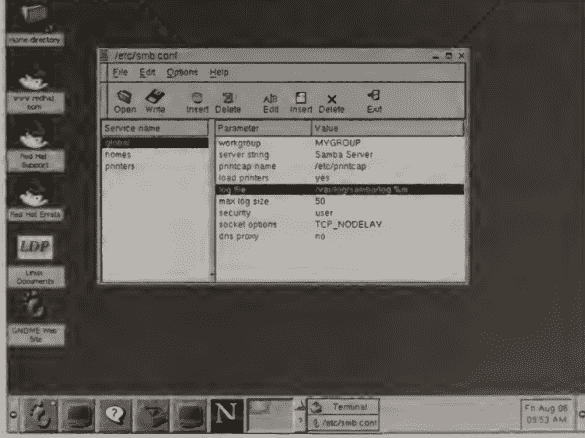 Home directory
www.redhat.com
Red Hat
Support
Red Hat Errata
LDP
Linux
Documents
GNOME Web
Site
/etc/smb.conf
File Edit Options Help
Open Write Insert Delete Edit Insert Delete Exit
Service name Parameter Value
global workgroup MYGROUP
homes server string Samba Server
printers printcap name /etc/printcap
load printers yes
log file /var/log/samba/log.%m
max log size 50
security user
socket options TCP_NODELAY
dns proxy no
N
Terminal
/etc/smb.conf
Fri Aug 06
09:53 AM